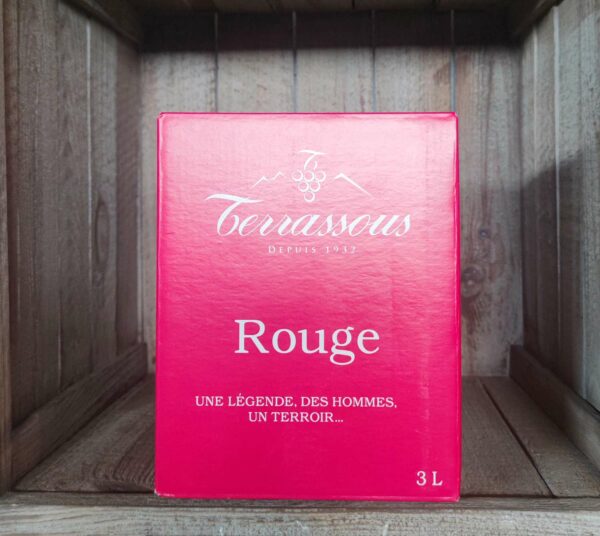 Terrassous
DEPUIS 1932
Rouge
UNE LÉGENDE, DES HOMMES,
UN TERROIR...
3 L